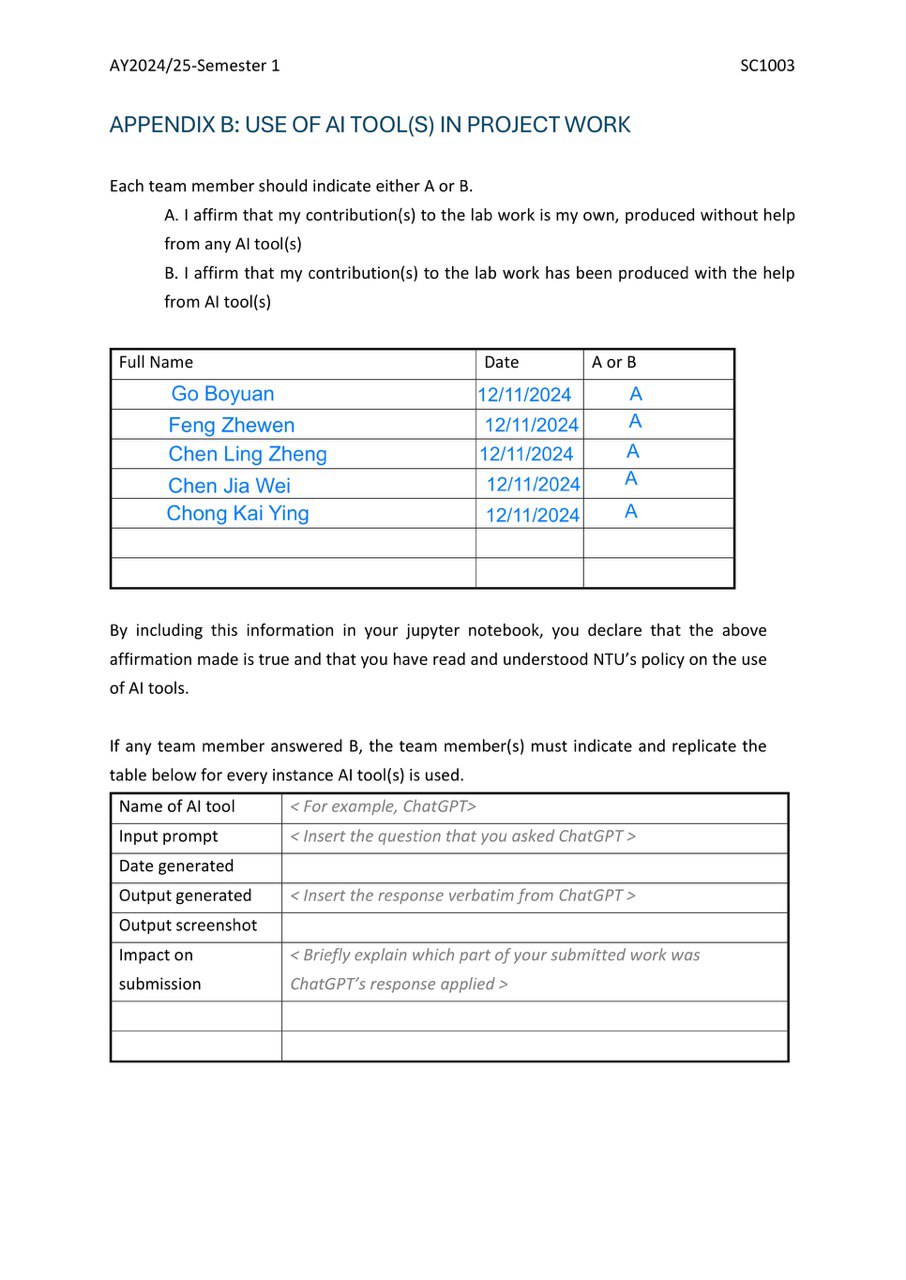 AY2024/25-Semester 1 SC1003
APPENDIX B: USE OF AI TOOL(S) IN PROJECT WORK
Each team member should indicate either A or B.
A. I affirm that my contribution(s) to the lab work is my own, produced without help
from any AI tool(s)
B. I affirm that my contribution(s) to the lab work has been produced with the help
from AI tool(s)
Full Name Date A or B
Go Boyuan 12/11/2024 A
Feng Zhewen 12/11/2024 A
Chen Ling Zheng 12/11/2024 A
Chen Jia Wei 12/11/2024 A
Chong Kai Ying 12/11/2024 A
By including this information in your jupyter notebook, you declare that the above
affirmation made is true and that you have read and understood NTU’s policy on the use
of AI tools.
If any team member answered B, the team member(s) must indicate and replicate the
table below for every instance AI tool(s) is used.
Name of AI tool < For example, ChatGPT>
Input prompt < Insert the question that you asked ChatGPT >
Date generated
Output generated < Insert the response verbatim from ChatGPT >
Output screenshot
Impact on < Briefly explain which part of your submitted work was
submission ChatGPT’s response applied >